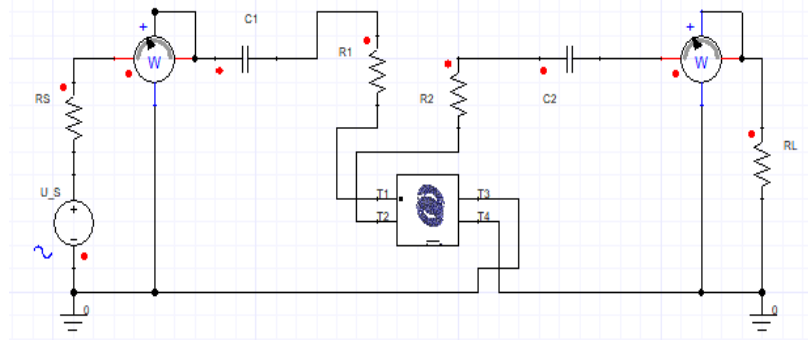 C1
+
W
R1
+
W
RS
R2
C2
RL
U_S
+
T1
T3
T2
T4
0
0